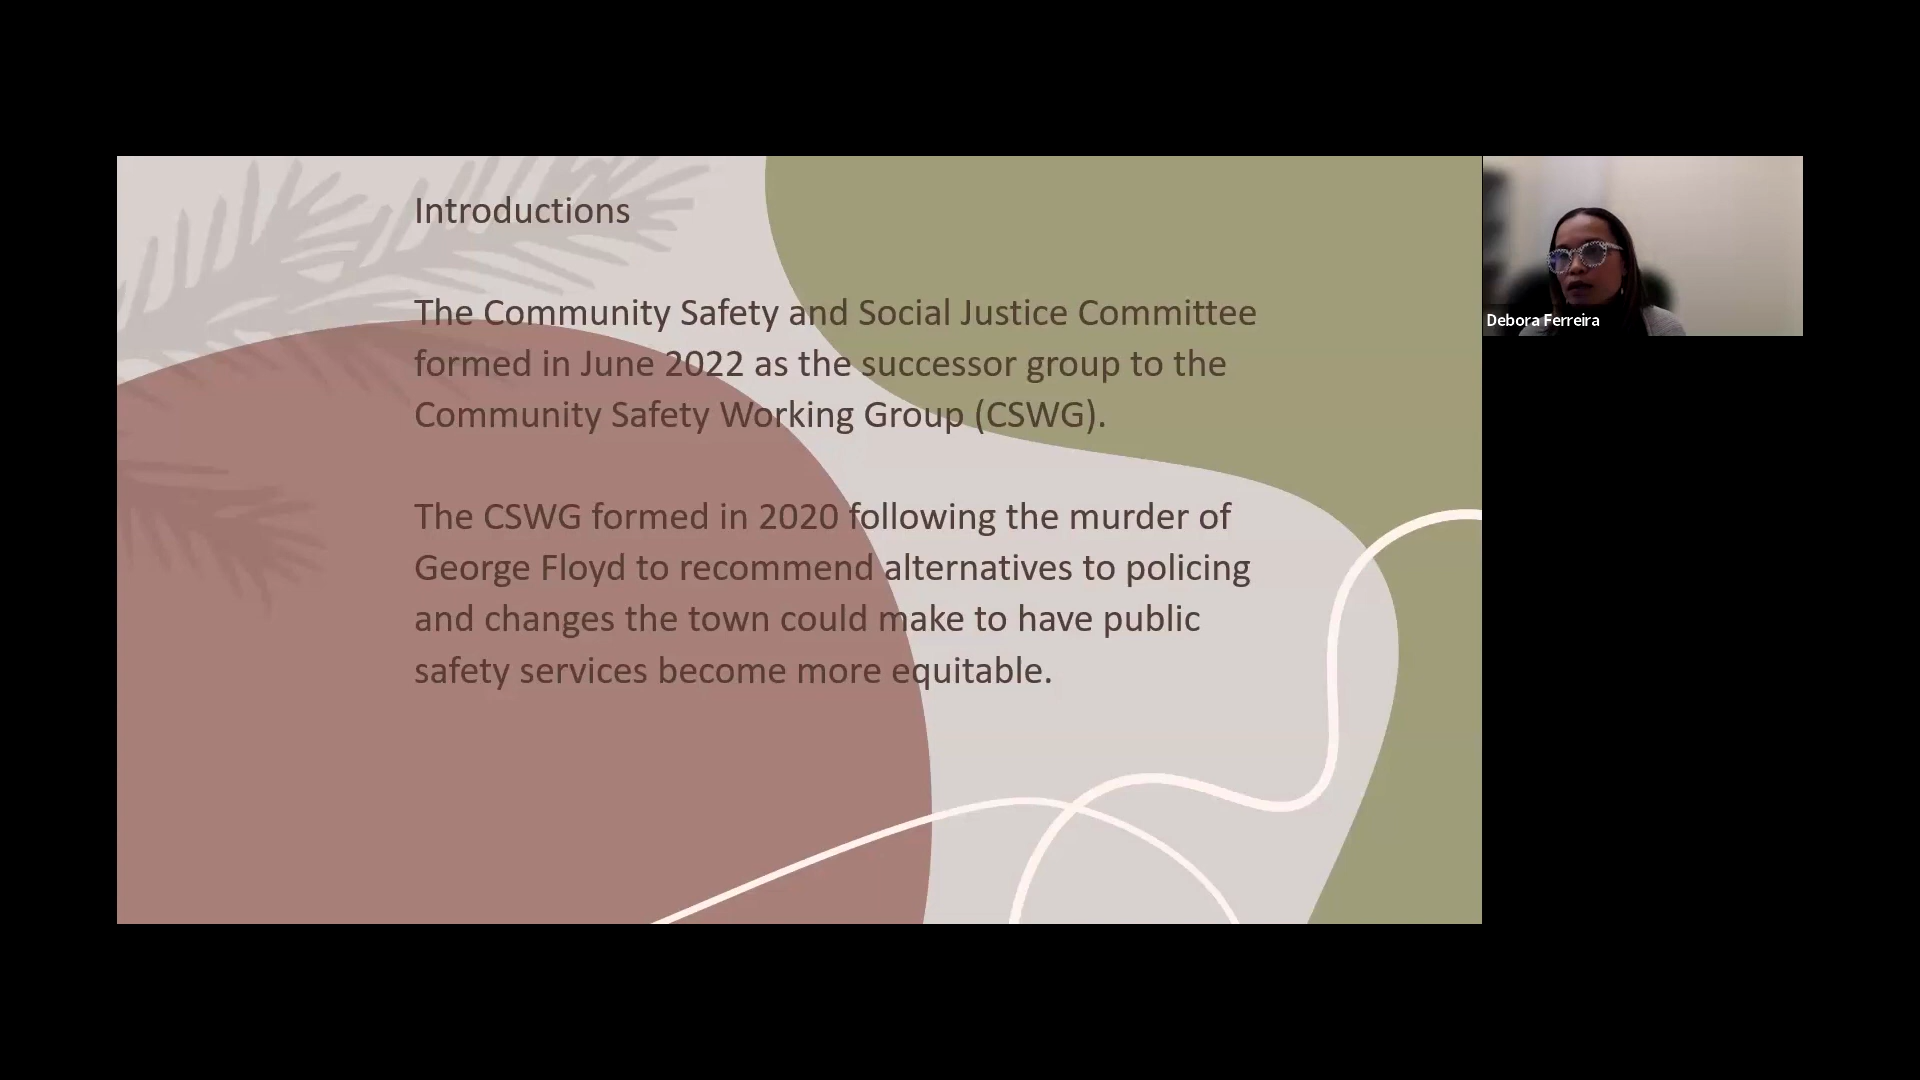 Introductions
The Community Safety and Social Justice Committee
formed in June 2022 as the successor group to the
Community Safety Working Group (CSWG).
The CSWG formed in 2020 following the murder of
George Floyd to recommend alternatives to policing
and changes the town could make to have public
safety services become more equitable.
Debora Ferreira